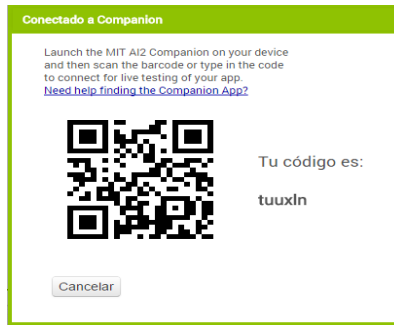 Conectado a Companion
Launch the MIT AI2 Companion on your device
and then scan the barcode or type in the code
to connect for live testing of your app.
Need help finding the Companion App?
Tu código es:
tuuxln
Cancelar